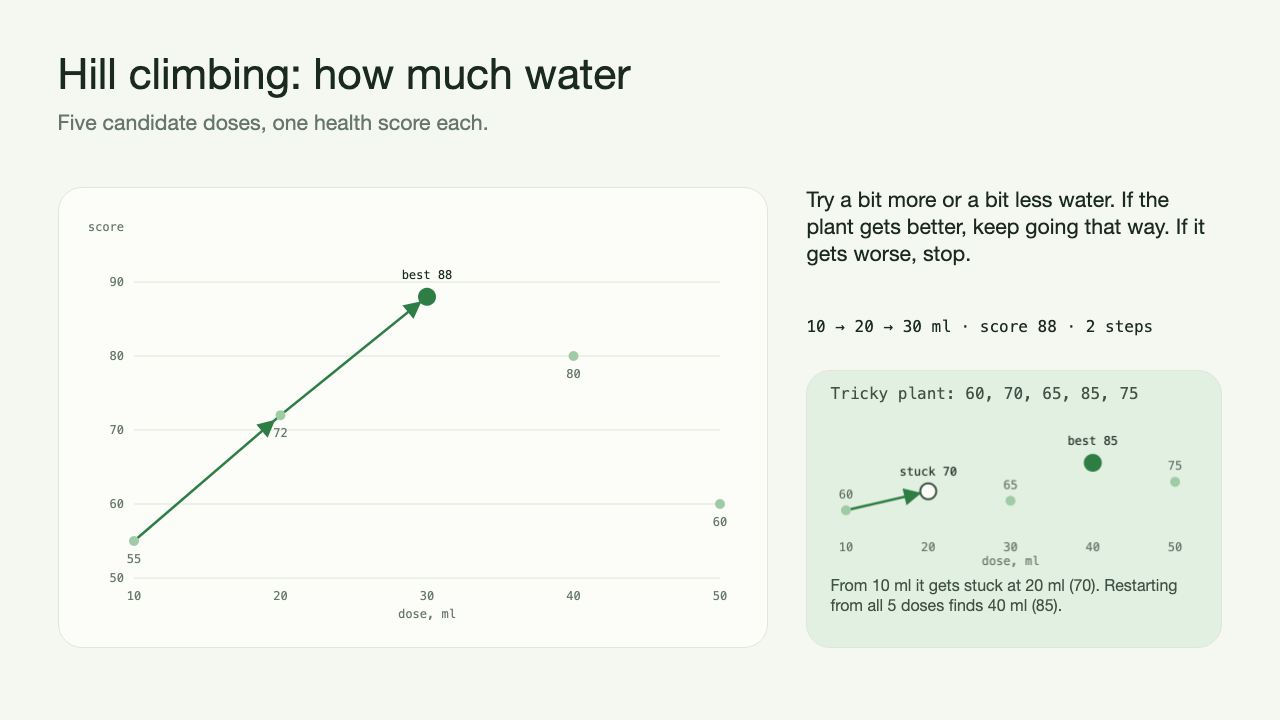 Hill climbing: how much water
Five candidate doses, one health score each.
score
best 88
90
80
80
70
72
60
60
55
50
10 20 30 40 50
dose, ml
Try a bit more or a bit less water. If the
plant gets better, keep going that way. If it
gets worse, stop.
10 → 20 → 30 ml · score 88 · 2 steps
Tricky plant: 60, 70, 65, 85, 75
best 85
75
stuck 70
65
60
10 20 30 40 50
dose, ml
From 10 ml it gets stuck at 20 ml (70). Restarting
from all 5 doses finds 40 ml (85).